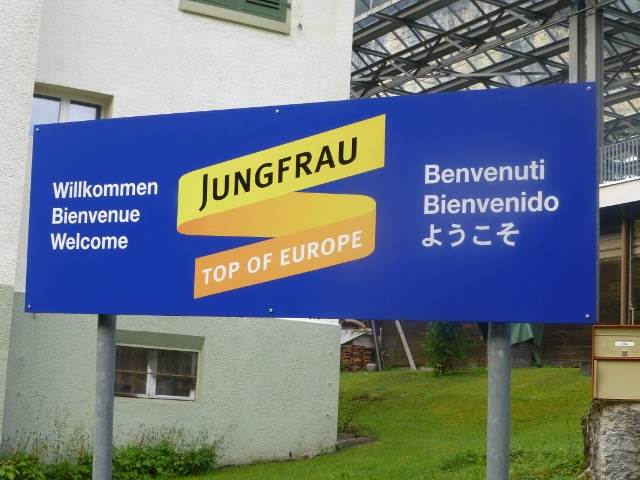 Willkommen
Bienvenue
Welcome
JUNGFRAU
TOP OF EUROPE
Benvenuti
Bienvenido
ようこそ